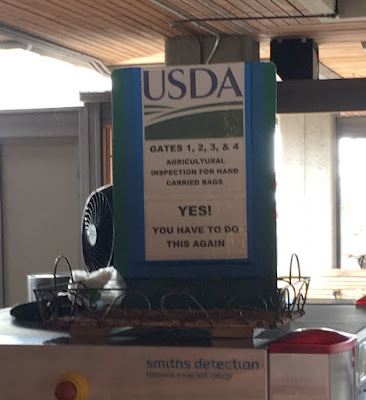 USDA
GATES 1, 2, 3, & 4
AGRICULTURAL
INSPECTION FOR HAND
CARRIED BAGS
YES!
YOU HAVE TO DO
THIS AGAIN
smiths detection